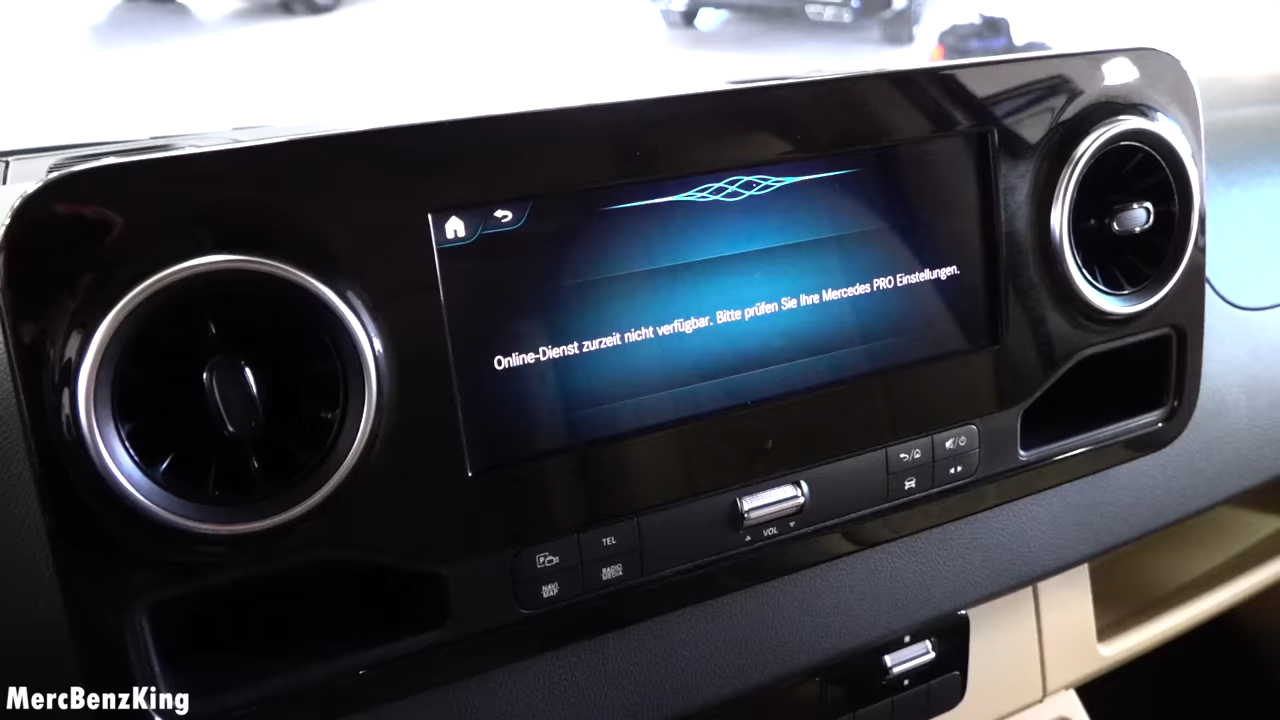 Online-Dienst zurzeit nicht verfügbar. Bitte prüfen Sie Ihre Mercedes PRO Einstellungen.
VOL
TEL
NAVI
MAP
RADIO
MEDIA
P
MercBenzKing